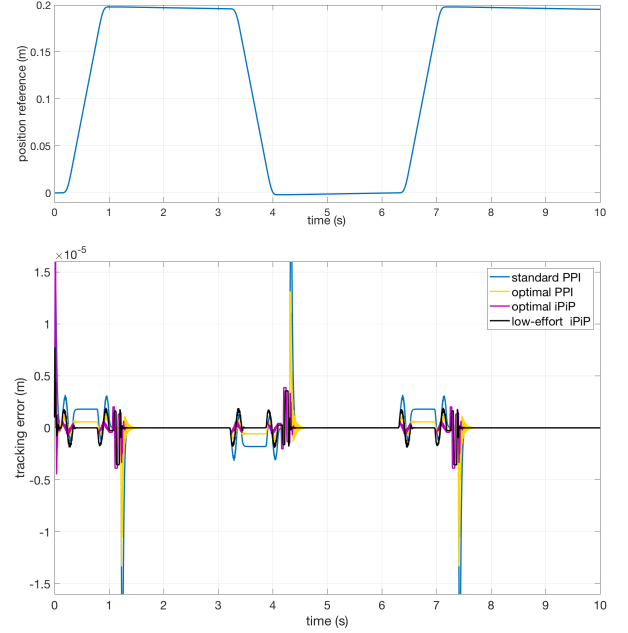 position reference (m)
0.2
0.15
0.1
0.05
0
0 1 2 3 4 5 6 7 8 9 10
time (s)
×10-5
tracking error (m)
1.5
1
0.5
0
-0.5
-1
-1.5
standard PPI
optimal PPI
optimal iPiP
low-effort iPiP
0 1 2 3 4 5 6 7 8 9 10
time (s)